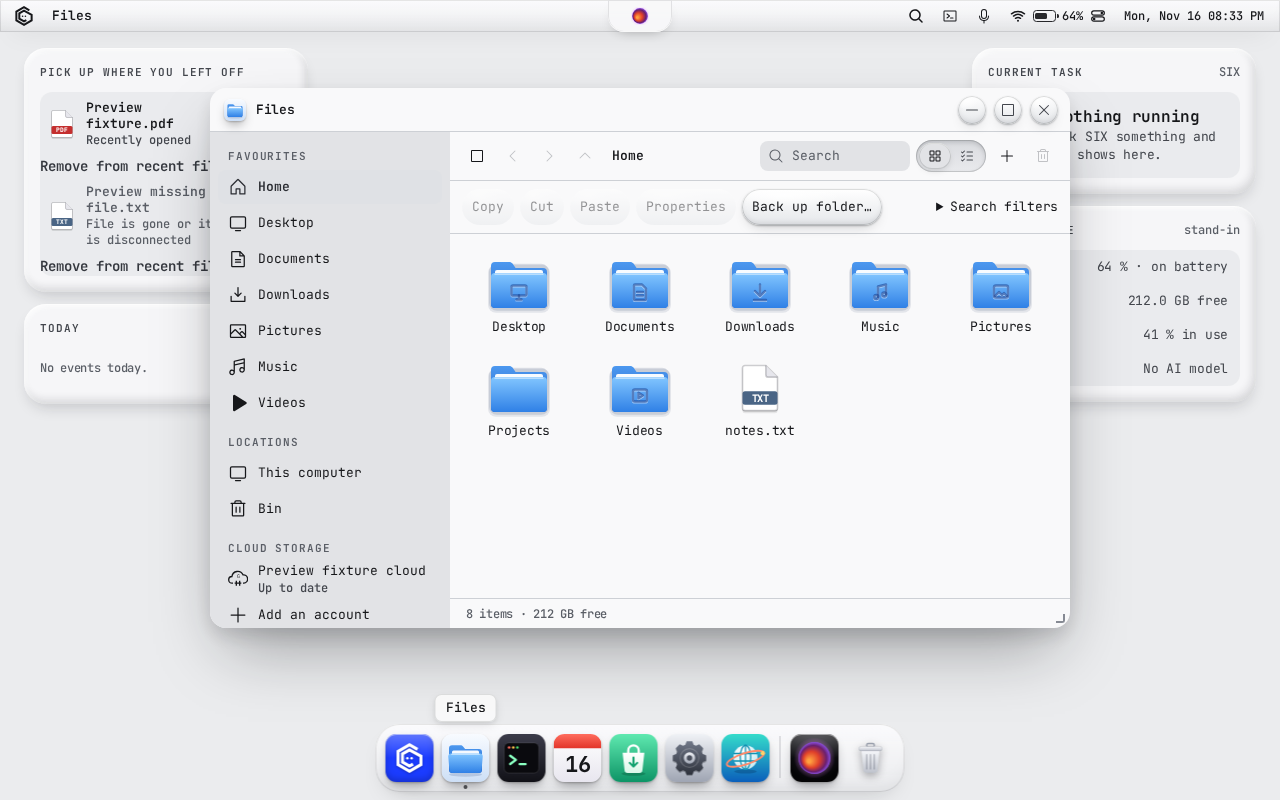 Files
64%
Mon, Nov 16 08:33 PM
PICK UP WHERE YOU LEFT OFF
PDF
Preview
fixture.pdf
Recently opened
Remove from recent
TXT
Preview missing
file.txt
File is gone or
is disconnected
Remove from recent
TODAY
No events today.
CURRENT TASK
SIX
running
SIX something and
shows here.
stand-in
64 % · on battery
212.0 GB free
41 % in use
No AI model
Files
FAVOURITES
Home
Desktop
Documents
Downloads
Pictures
Music
Videos
LOCATIONS
This computer
Bin
CLOUD STORAGE
Preview fixture cloud
Up to date
Add an account
Home
Search
Copy
Cut
Paste
Properties
Back up folder…
Search filters
Desktop
Documents
Downloads
Music
Pictures
Projects
Videos
TXT
notes.txt
8 items · 212 GB free
Files
16